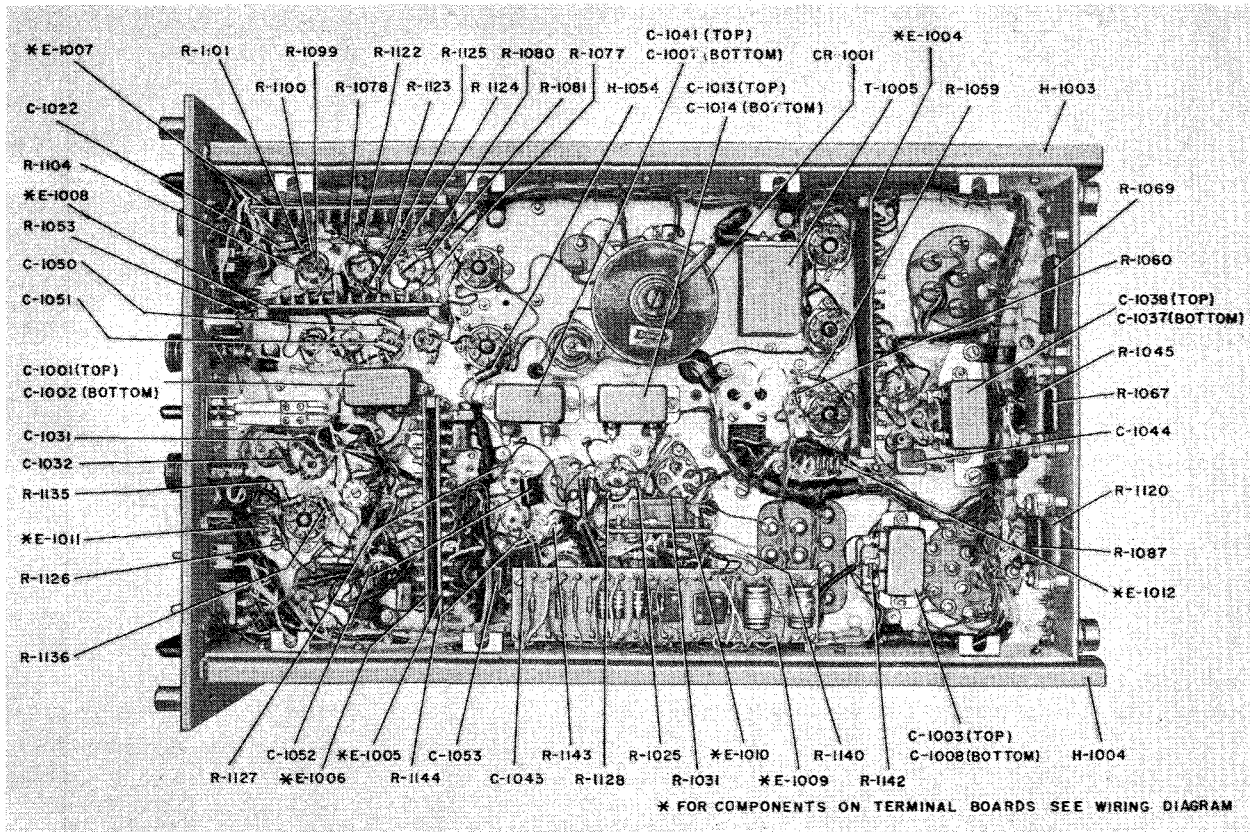 C-1041 (TOP)
*E-1004
*E-1007 R-1101 R-1099 R-1122 R-1125 R-1080 R-1077 C-1007 (BOTTOM) CR-1001
R-1100 R-1078 R-1123 R-1124 R-1081 H-1054 C-1013 (TOP) T-1005 R-1059 H-1003
C-1022 C-1014 (BOTTOM)
R-1104
*E-1008
R-1053
C-1050
C-1051
C-1001 (TOP)
C-1002 (BOTTOM)
C-1031
C-1032
R-1135
*E-1011
R-1126
R-1136
R-1069
R-1060
C-1038 (TOP)
C-1037 (BOTTOM)
R-1045
R-1067
C-1044
R-1120
R-1087
*E-1012
C-1052 *E-1005 C-1053 R-1143 R-1025 *E-1010 R-1140 C-1003 (TOP)
C-1008 (BOTTOM) H-1004
R-1127 *E-1006 R-1144 C-1043 R-1128 R-1031 *E-1009 R-1142
* FOR COMPONENTS ON TERMINAL BOARDS SEE WIRING DIAGRAM